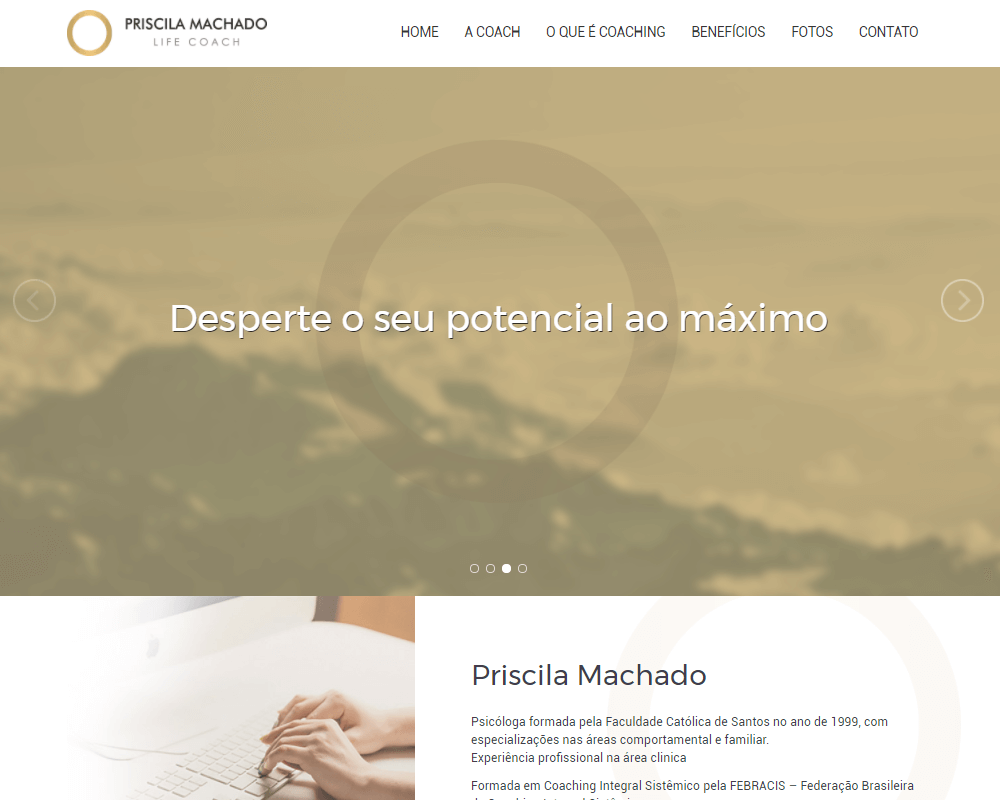 PRISCILA MACHADO
LIFE COACH
HOME A COACH O QUE É COACHING BENEFÍCIOS FOTOS CONTATO
Desperte o seu potencial ao máximo
Priscila Machado
Psicóloga formada pela Faculdade Católica de Santos no ano de 1999, com
especializações nas áreas comportamental e familiar.
Experiência profissional na área clinica
Formada em Coaching Integral Sistêmico pela FEBRACIS – Federação Brasileira